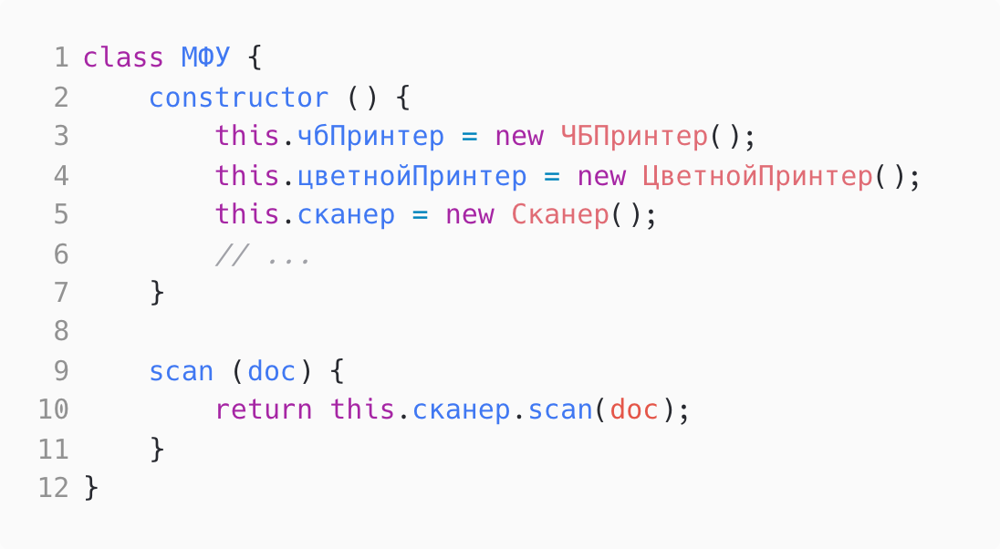 1 class МФУ {
2     constructor () {
3         this.чбПринтер = new ЧБПринтер();
4         this.цветнойПринтер = new ЦветнойПринтер();
5         this.сканер = new Сканер();
6         // ...
7     }
8
9     scan (doc) {
10         return this.сканер.scan(doc);
11     }
12 }